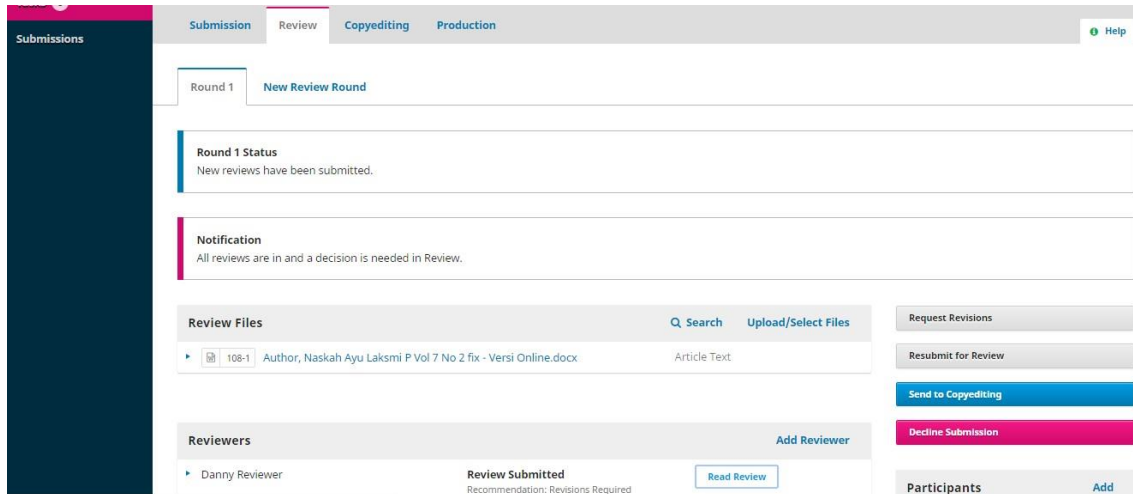 Submissions
Submission Review Copyediting Production
Help
Round 1 New Review Round
Round 1 Status
New reviews have been submitted.
Notification
All reviews are in and a decision is needed in Review.
Review Files Search Upload/Select Files
108-1 Author, Naskah Ayu Laksmi P Vol 7 No 2 fix - Versi Online.docx Article Text
Request Revisions
Resubmit for Review
Send to Copyediting
Decline Submission
Reviewers Add Reviewer
Danny Reviewer Review Submitted Read Review
Recommendation: Revisions Required
Participants Add